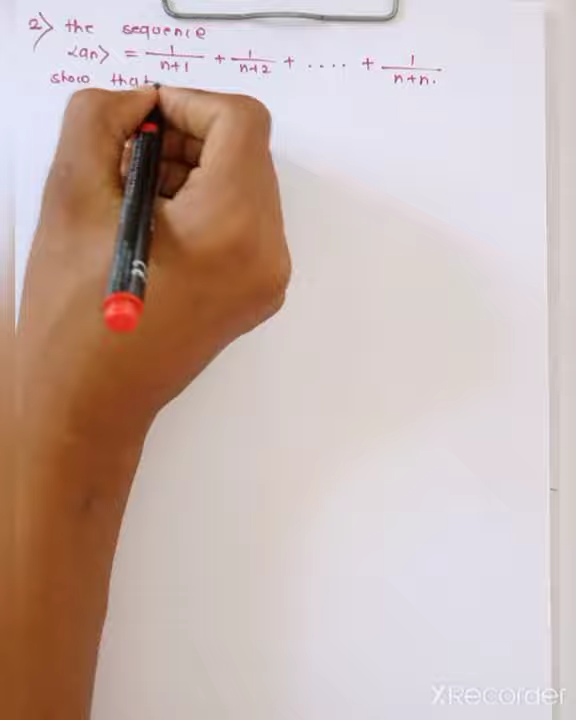 2) the sequence
<an> = 1/n+1 + 1/n+2 + .... + 1/n+n.
show that
XRecorder